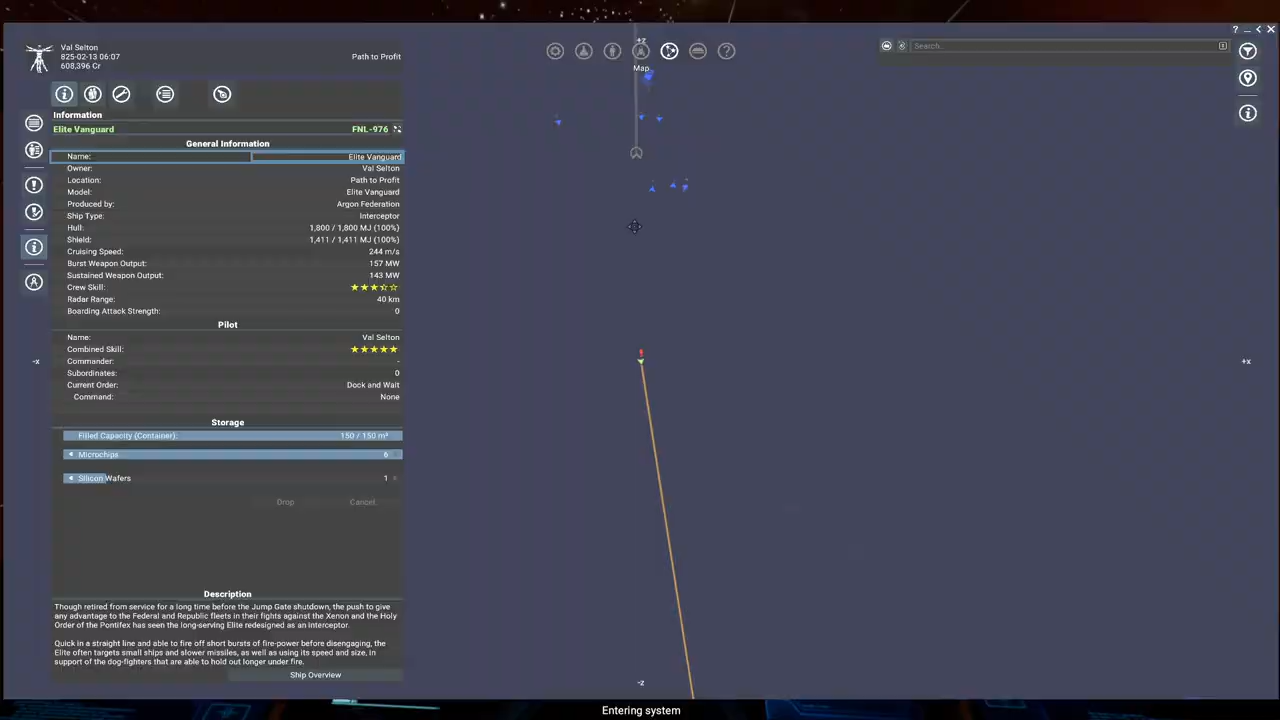 Val Selton
825-02-13 06:07
608,396 Cr
Path to Profit
Map
Search...
Information
Elite Vanguard FNL-976
General Information
Name: Elite Vanguard
Owner: Val Selton
Location: Path to Profit
Model: Elite Vanguard
Produced by: Argon Federation
Ship Type: Interceptor
Hull: 1,800 / 1,800 MJ (100%)
Shield: 1,411 / 1,411 MJ (100%)
Cruising Speed: 244 m/s
Burst Weapon Output: 157 MW
Sustained Weapon Output: 143 MW
Crew Skill: ★★★☆☆
Radar Range: 40 km
Boarding Attack Strength: 0
Pilot
Name: Val Selton
Combined Skill: ★★★★★
Commander: -
Subordinates: 0
Current Order: Dock and Wait
Command: None
Storage
Filled Capacity (Container): 150 / 150 m³
Microchips 6
Silicon Wafers 1
Drop Cancel
Description
Though retired from service for a long time before the Jump Gate shutdown, the push to give
any advantage to the Federal and Republic fleets in their fights against the Xenon and the Holy
Order of the Pontifex has seen the long-serving Elite redesigned as an interceptor.
Quick in a straight line and able to fire off short bursts of fire-power before disengaging, the
Elite often targets small ships and slower missiles, as well as using its speed and size, in
support of the dog-fighters that are able to hold out longer under fire.
Ship Overview
+z
-x
+x
-z
Entering system